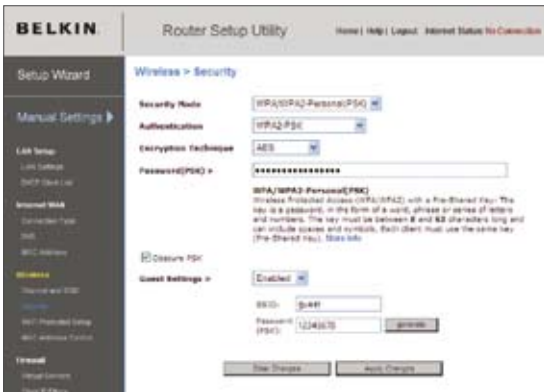 BELKIN
Router Setup Utility
Home | Help | Logout Internet Status: No Connection
Setup Wizard
Manual Settings
LAN Setup
LAN Settings
DHCP Client List
Internet WAN
Connection Type
DNS
MAC Address
Wireless
Channel and SSID
Security
Wi-Fi Protected Setup
MAC Address Control
Firewall
Virtual Servers
Wireless > Security
Security Mode
WPA/WPA2-Personal(PSK)
Authentication
WPA2-PSK
Encryption Technique
AES
Password(PSK) >
WPA/WPA2-Personal(PSK)
Wireless Protected Access (WPA/WPA2) with a Pre-Shared Key: The
key is a password, in the form of a word, phrase or series of letters
and numbers. The key must be between 8 and 63 characters long and
can include spaces and symbols. Each client must use the same key
(Pre-Shared Key). More Info
Obscure PSK
Guest Settings >
Enabled
SSID:
Password (PSK):
12345678
generate
Clear Changes
Apply Changes